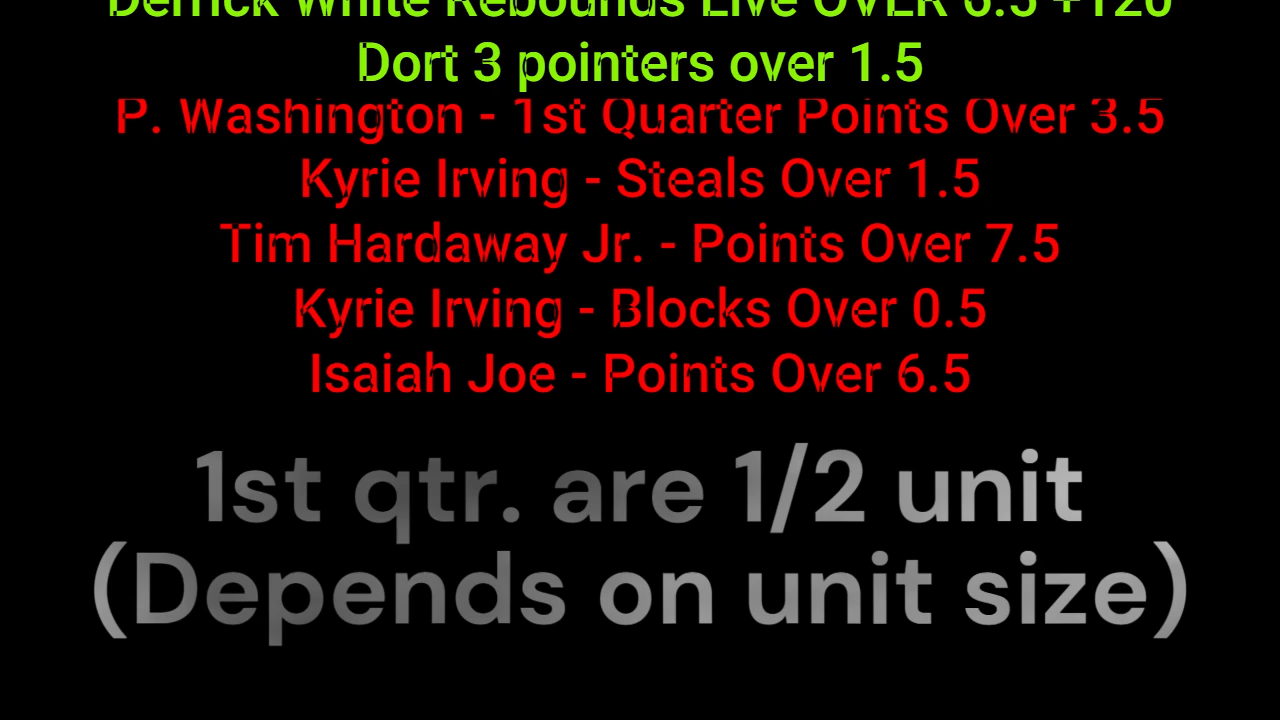 Derrick White Rebounds Live OVER 6.5 +120
Dort 3 pointers over 1.5
P. Washington - 1st Quarter Points Over 3.5
Kyrie Irving - Steals Over 1.5
Tim Hardaway Jr. - Points Over 7.5
Kyrie Irving - Blocks Over 0.5
Isaiah Joe - Points Over 6.5
1st qtr. are 1/2 unit
(Depends on unit size)